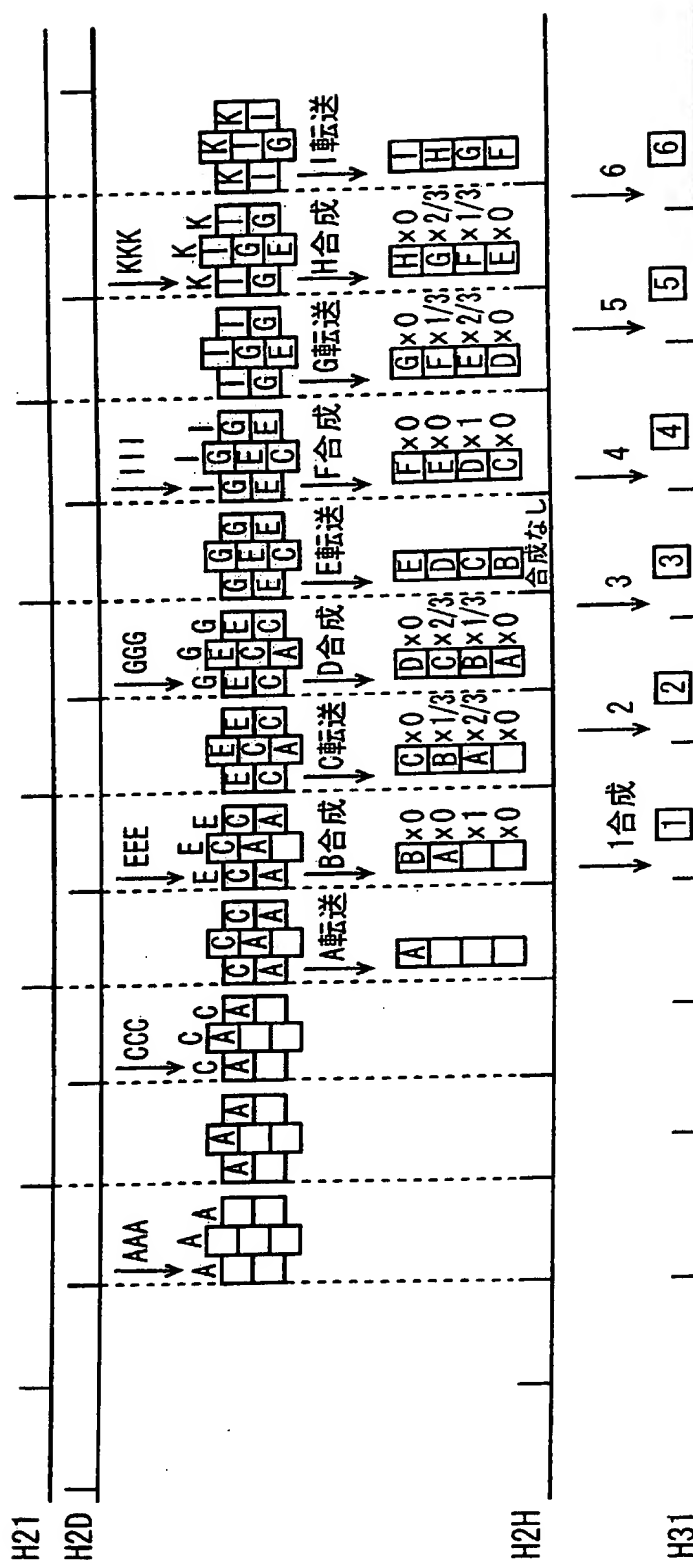 H21
H2D
AAA
CCC
EEE
GGG
III
KKK
A A A
A A A
C C C
A A A
C C C
A A A
E E E
C C C
A A A
E E E
C C C
A
G G G
E E E
C C C
A
G G G
E E E
C
I I I
G G G
E E E
C
I I I
G G G
E
K K K
I I I
G G G
E
K K K
I I I
G
A転送
B合成
C転送
D合成
E転送
F合成
G転送
H合成
I転送
A
B×0
A×0
×1
×0
C×0
B×1/3
A×2/3
×0
D×0
C×2/3
B×1/3
A×0
E
D
C
B
合成なし
F×0
E×0
D×1
C×0
G×0
F×1/3
E×2/3
D×0
H×0
G×2/3
F×1/3
E×0
I
H
G
F
H2H
1合成
2
3
4
5
6
H31
1
2
3
4
5
6